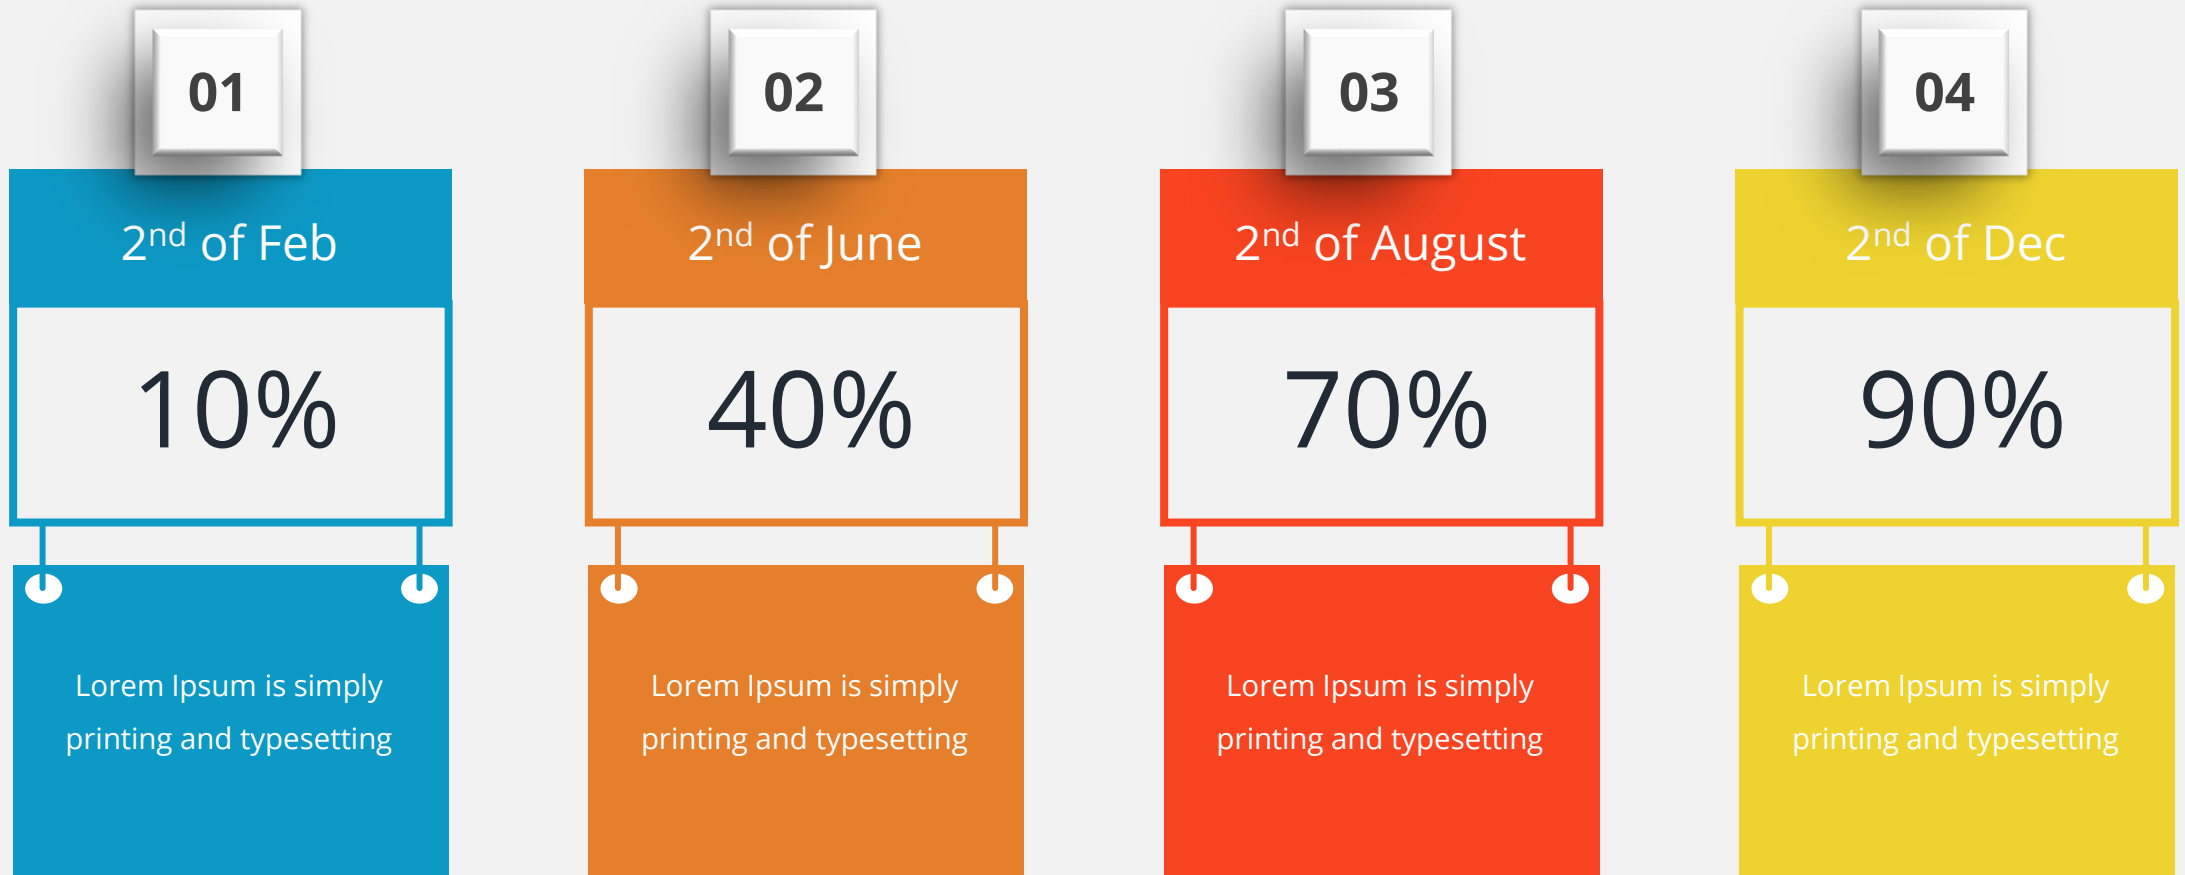 01
2nd of Feb
10%
Lorem Ipsum is simply
printing and typesetting
02
2nd of June
40%
Lorem Ipsum is simply
printing and typesetting
03
2nd of August
70%
Lorem Ipsum is simply
printing and typesetting
04
2nd of Dec
90%
Lorem Ipsum is simply
printing and typesetting